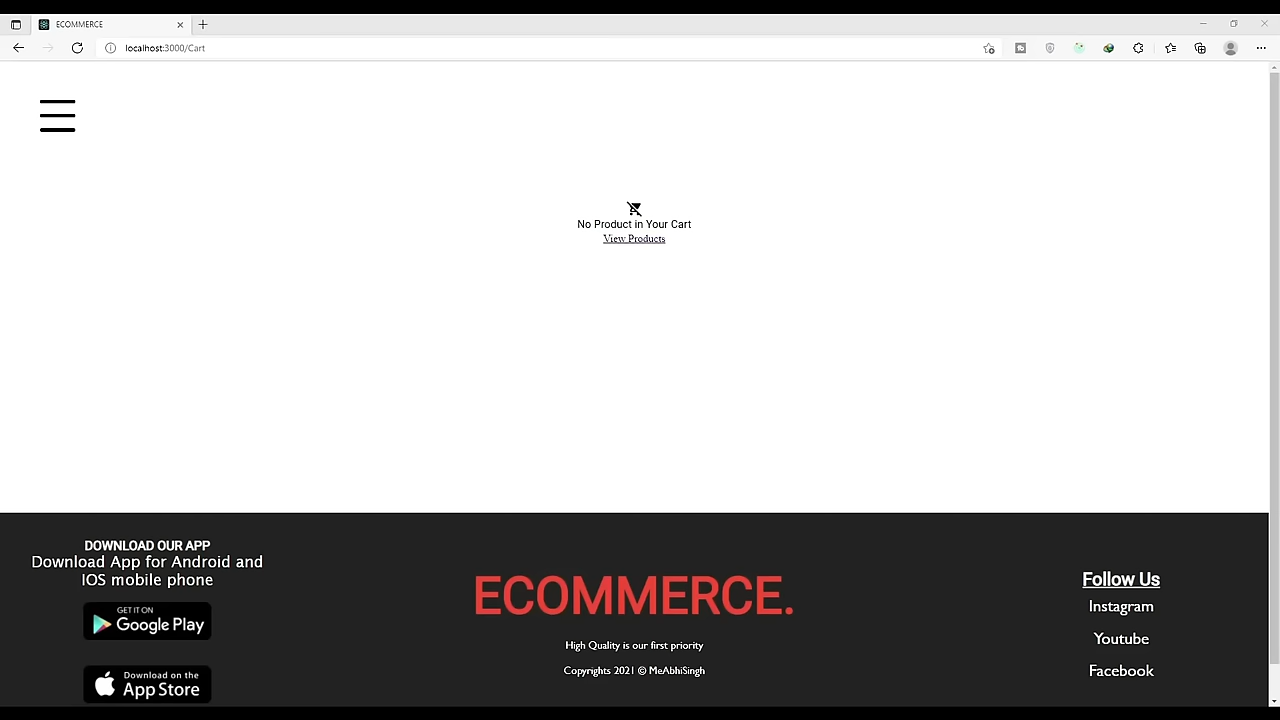 ECOMMERCE
localhost:3000/Cart
No Product in Your Cart
View Products
DOWNLOAD OUR APP
Download App for Android and
IOS mobile phone
GET IT ON
Google Play
Download on the
App Store
ECOMMERCE.
High Quality is our first priority
Copyrights 2021 © MeAbhiSingh
Follow Us
Instagram
Youtube
Facebook